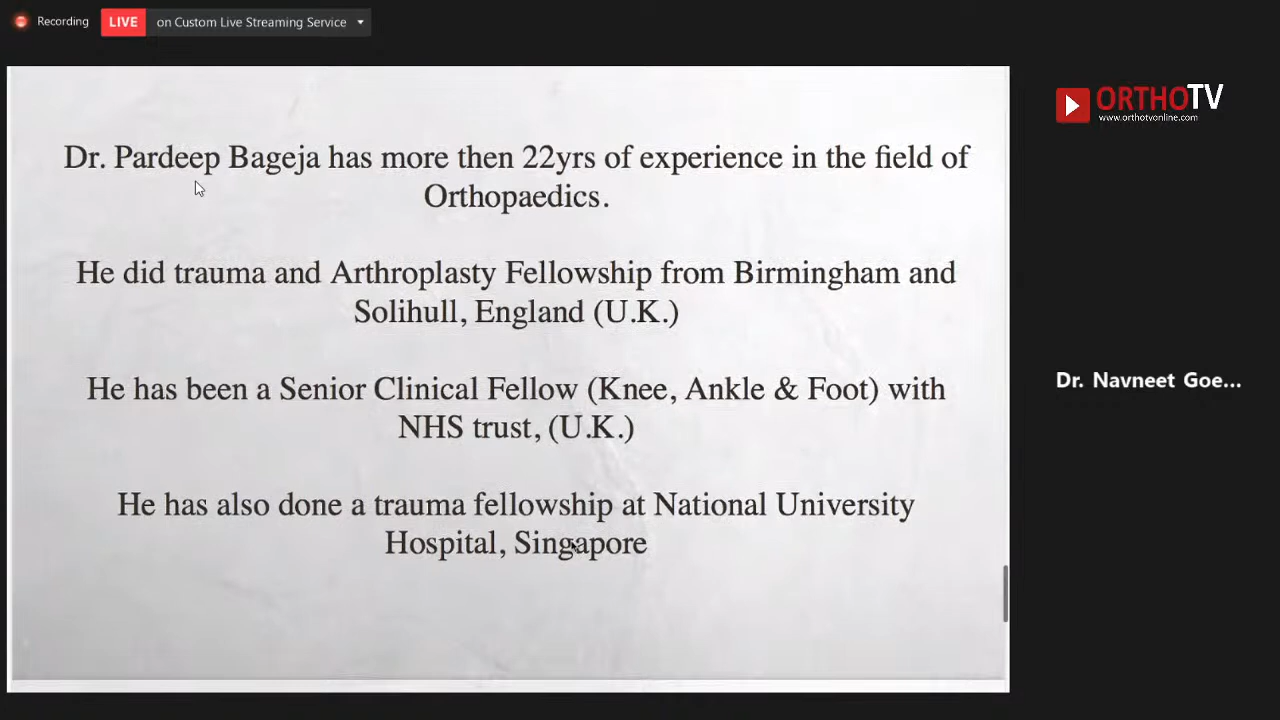 Recording
LIVE on Custom Live Streaming Service
ORTHOTV
www.orthotvonline.com
Dr. Pardeep Bageja has more then 22yrs of experience in the field of
Orthopaedics.
He did trauma and Arthroplasty Fellowship from Birmingham and
Solihull, England (U.K.)
He has been a Senior Clinical Fellow (Knee, Ankle & Foot) with
NHS trust, (U.K.)
He has also done a trauma fellowship at National University
Hospital, Singapore
Dr. Navneet Goe...